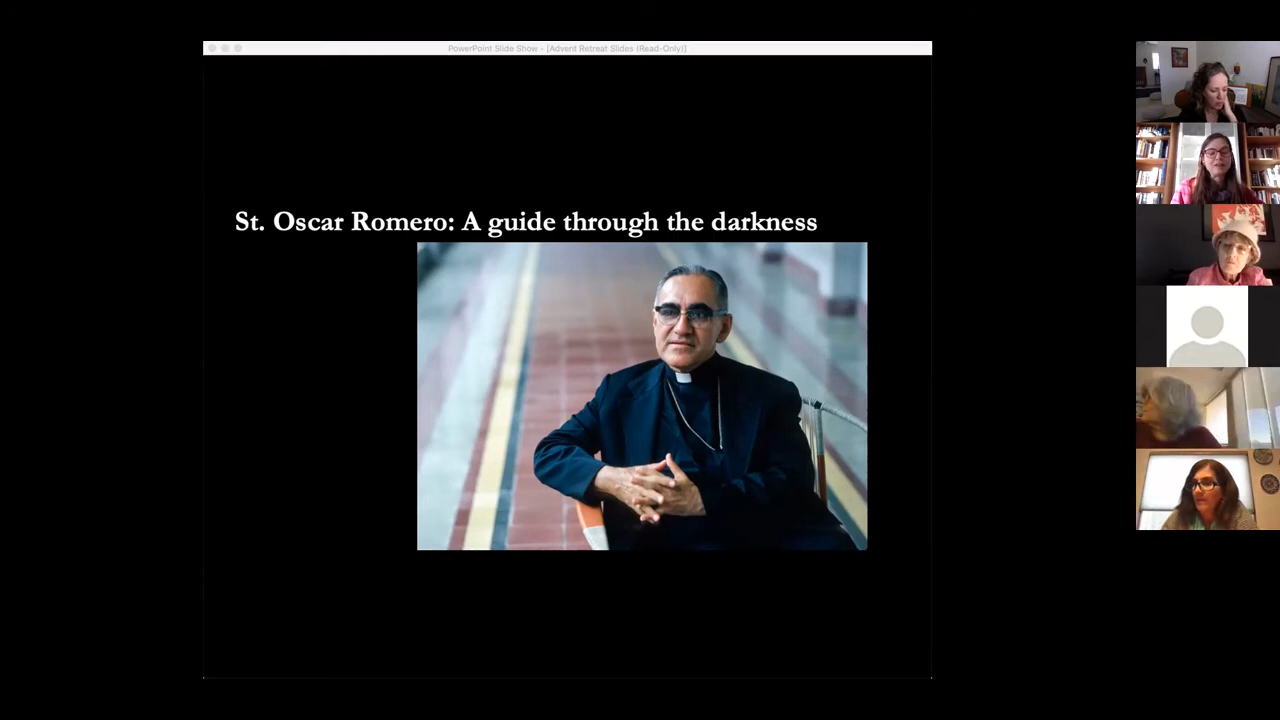 PowerPoint Slide Show - [Advent Retreat Slides (Read-Only)]
St. Oscar Romero: A guide through the darkness